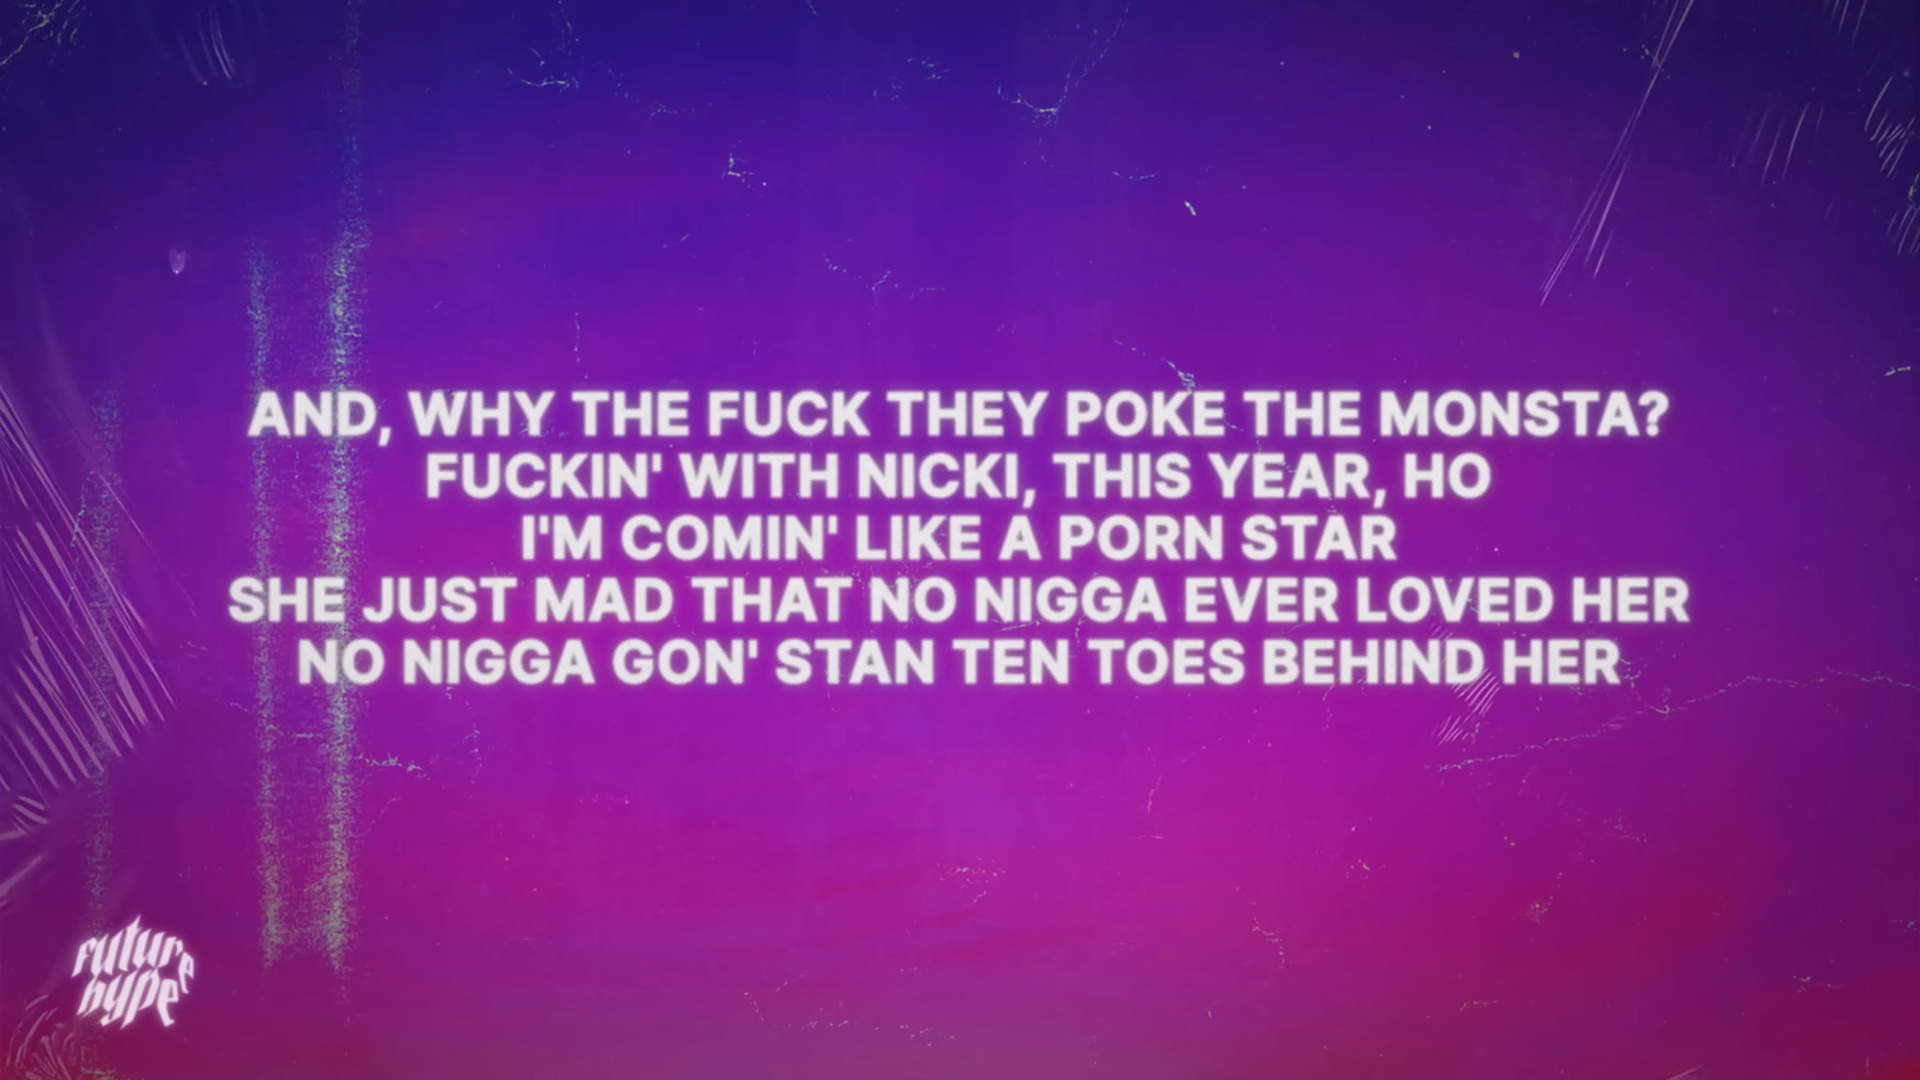 AND, WHY THE FUCK THEY POKE THE MONSTA?
FUCKIN' WITH NICKI, THIS YEAR, HO
I'M COMIN' LIKE A PORN STAR
SHE JUST MAD THAT NO NIGGA EVER LOVED HER
NO NIGGA GON' STAN TEN TOES BEHIND HER
future
hype